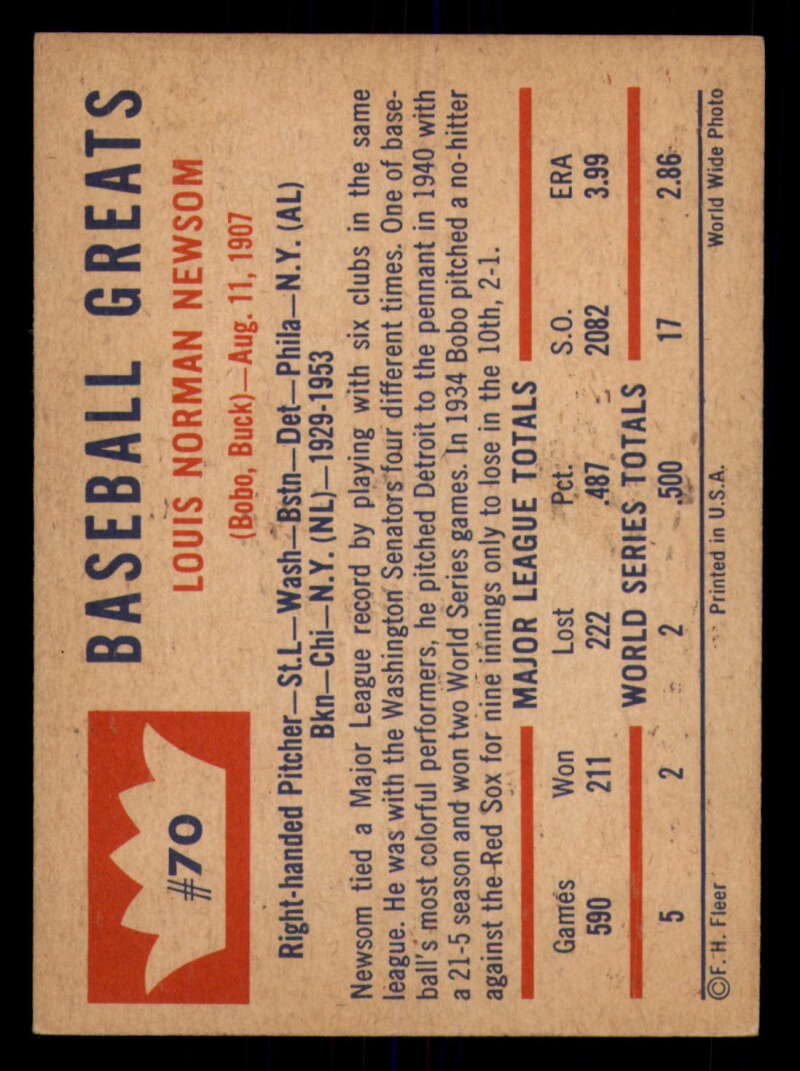 #70
BASEBALL GREATS
LOUIS NORMAN NEWSOM
(Bobo, Buck)—Aug. 11, 1907
Right-handed Pitcher—St.L—Wash—Bstn—Det—Phila—N.Y. (AL)
Bkn—Chi—N.Y. (NL)—1929-1953
Newsom tied a Major League record by playing with six clubs in the same
league. He was with the Washington Senators four different times. One of base-
ball's most colorful performers, he pitched Detroit to the pennant in 1940 with
a 21-5 season and won two World Series games. In 1934 Bobo pitched a no-hitter
against the Red Sox for nine innings only to lose in the 10th, 2-1.
MAJOR LEAGUE TOTALS
Games Won Lost Pct. S.O. ERA
590 211 222 .487 2082 3.99
WORLD SERIES TOTALS
5 2 2 .500 17 2.86
©F. H. Fleer Printed in U.S.A. World Wide Photo